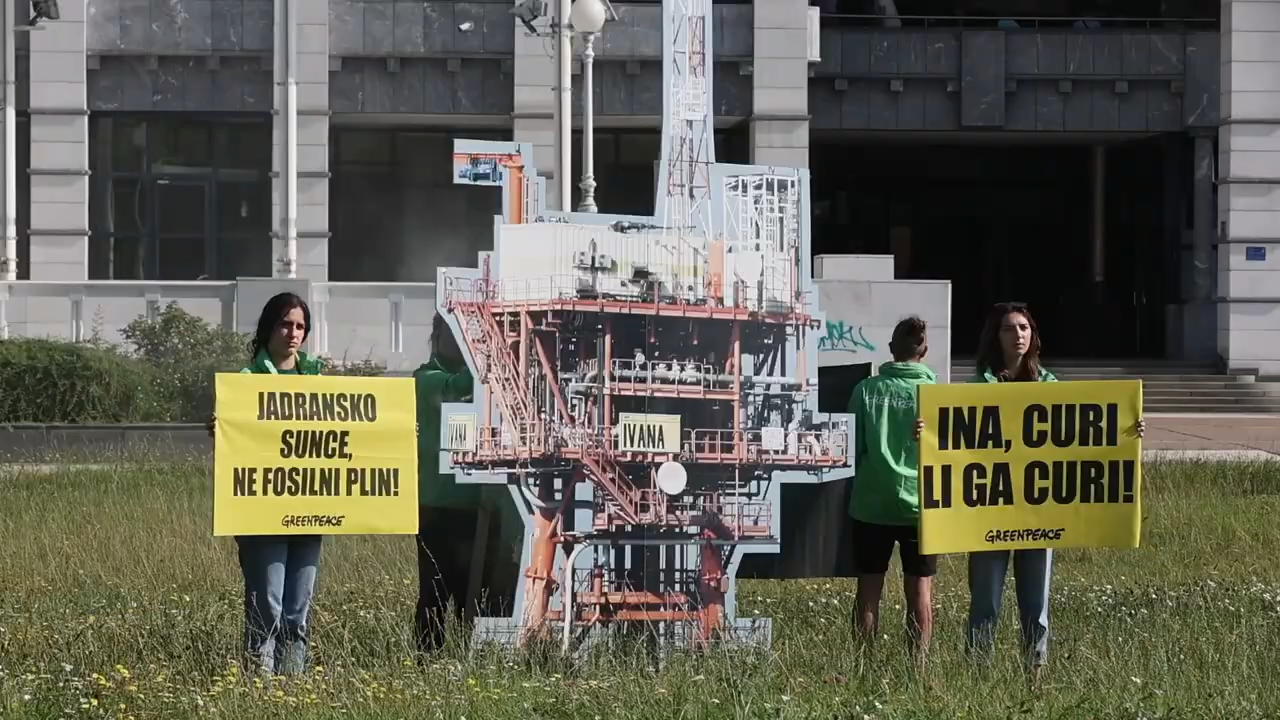 JADRANSKO
SUNCE,
NE FOSILNI PLIN!
GREENPEACE
IVANA
IVANA
INA, CURI
LI GA CURI!
GREENPEACE